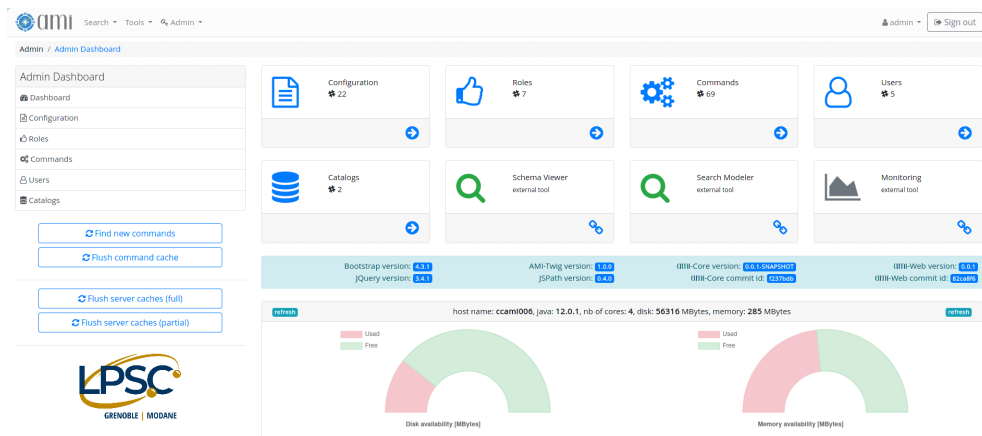 ami Search Tools Admin admin Sign out
Admin / Admin Dashboard
Admin Dashboard
Dashboard
Configuration
Roles
Commands
Users
Catalogs
Find new commands
Flush command cache
Flush server caches (full)
Flush server caches (partial)
LPSC
GRENOBLE | MODANE
Configuration
22
Roles
7
Commands
69
Users
5
Catalogs
2
Schema Viewer
external tool
Search Modeler
external tool
Monitoring
external tool
Bootstrap version: 4.3.1
JQuery version: 3.4.1
AMI-Twig version: 1.0.0
JSPath version: 0.4.0
ami-Core version: 0.0.1-SNAPSHOT
ami-Core commit id: f237bdb
ami-Web version: 0.0.1
ami-Web commit id: 82ca8f6
refresh host name: ccami006, java: 12.0.1, nb of cores: 4, disk: 56316 MBytes, memory: 285 MBytes refresh
Used
Free
Disk availability [MBytes]
Used
Free
Memory availability [MBytes]